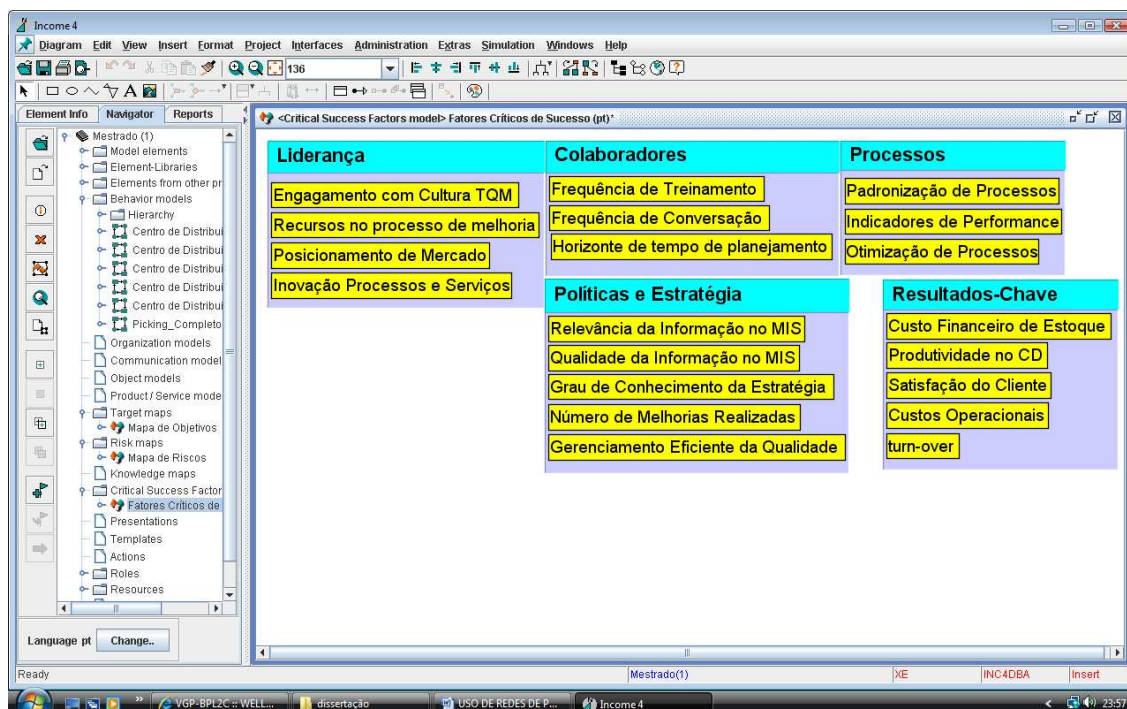 Income 4
Diagram Edit View Insert Format Project Interfaces Administration Extras Simulation Windows Help
136
Element Info Navigator Reports
<Critical Success Factors model> Fatores Críticos de Sucesso (pt)*
Mestrado (1)
Model elements
Element-Libraries
Elements from other pr
Behavior models
Hierarchy
Centro de Distribui
Centro de Distribui
Centro de Distribui
Centro de Distribui
Centro de Distribui
Picking_Completo
Organization models
Communication model
Object models
Product / Service mode
Target maps
Mapa de Objetivos
Risk maps
Mapa de Riscos
Knowledge maps
Critical Success Factor
Fatores Críticos de
Presentations
Templates
Actions
Roles
Resources
Language pt Change..
Liderança
Engagamento com Cultura TQM
Recursos no processo de melhoria
Posicionamento de Mercado
Inovação Processos e Serviços
Colaboradores
Frequência de Treinamento
Frequência de Conversação
Horizonte de tempo de planejamento
Processos
Padronização de Processos
Indicadores de Performance
Otimização de Processos
Políticas e Estratégia
Relevância da Informação no MIS
Qualidade da Informação no MIS
Grau de Conhecimento da Estratégia
Número de Melhorias Realizadas
Gerenciamento Eficiente da Qualidade
Resultados-Chave
Custo Financeiro de Estoque
Produtividade no CD
Satisfação do Cliente
Custos Operacionais
turn-over
Ready Mestrado(1) XE INC4DBA Insert
VGP-BPL2C :: WELL... dissertação USO DE REDES DE P... Income 4 23:57